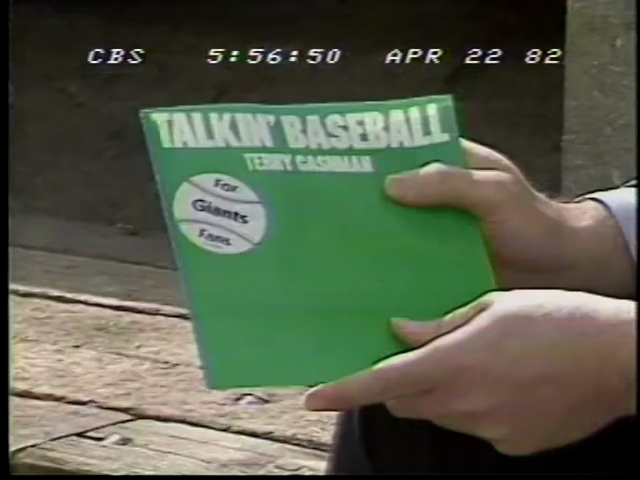 CBS 5:56:50 APR 22 82
TALKIN' BASEBALL
TERRY CASHMAN
For
Giants
Fans